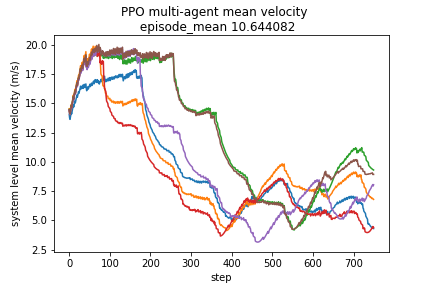 PPO multi-agent mean velocity
episode_mean 10.644082
system level mean velocity (m/s)
20.0
17.5
15.0
12.5
10.0
7.5
5.0
2.5
0 100 200 300 400 500 600 700
step